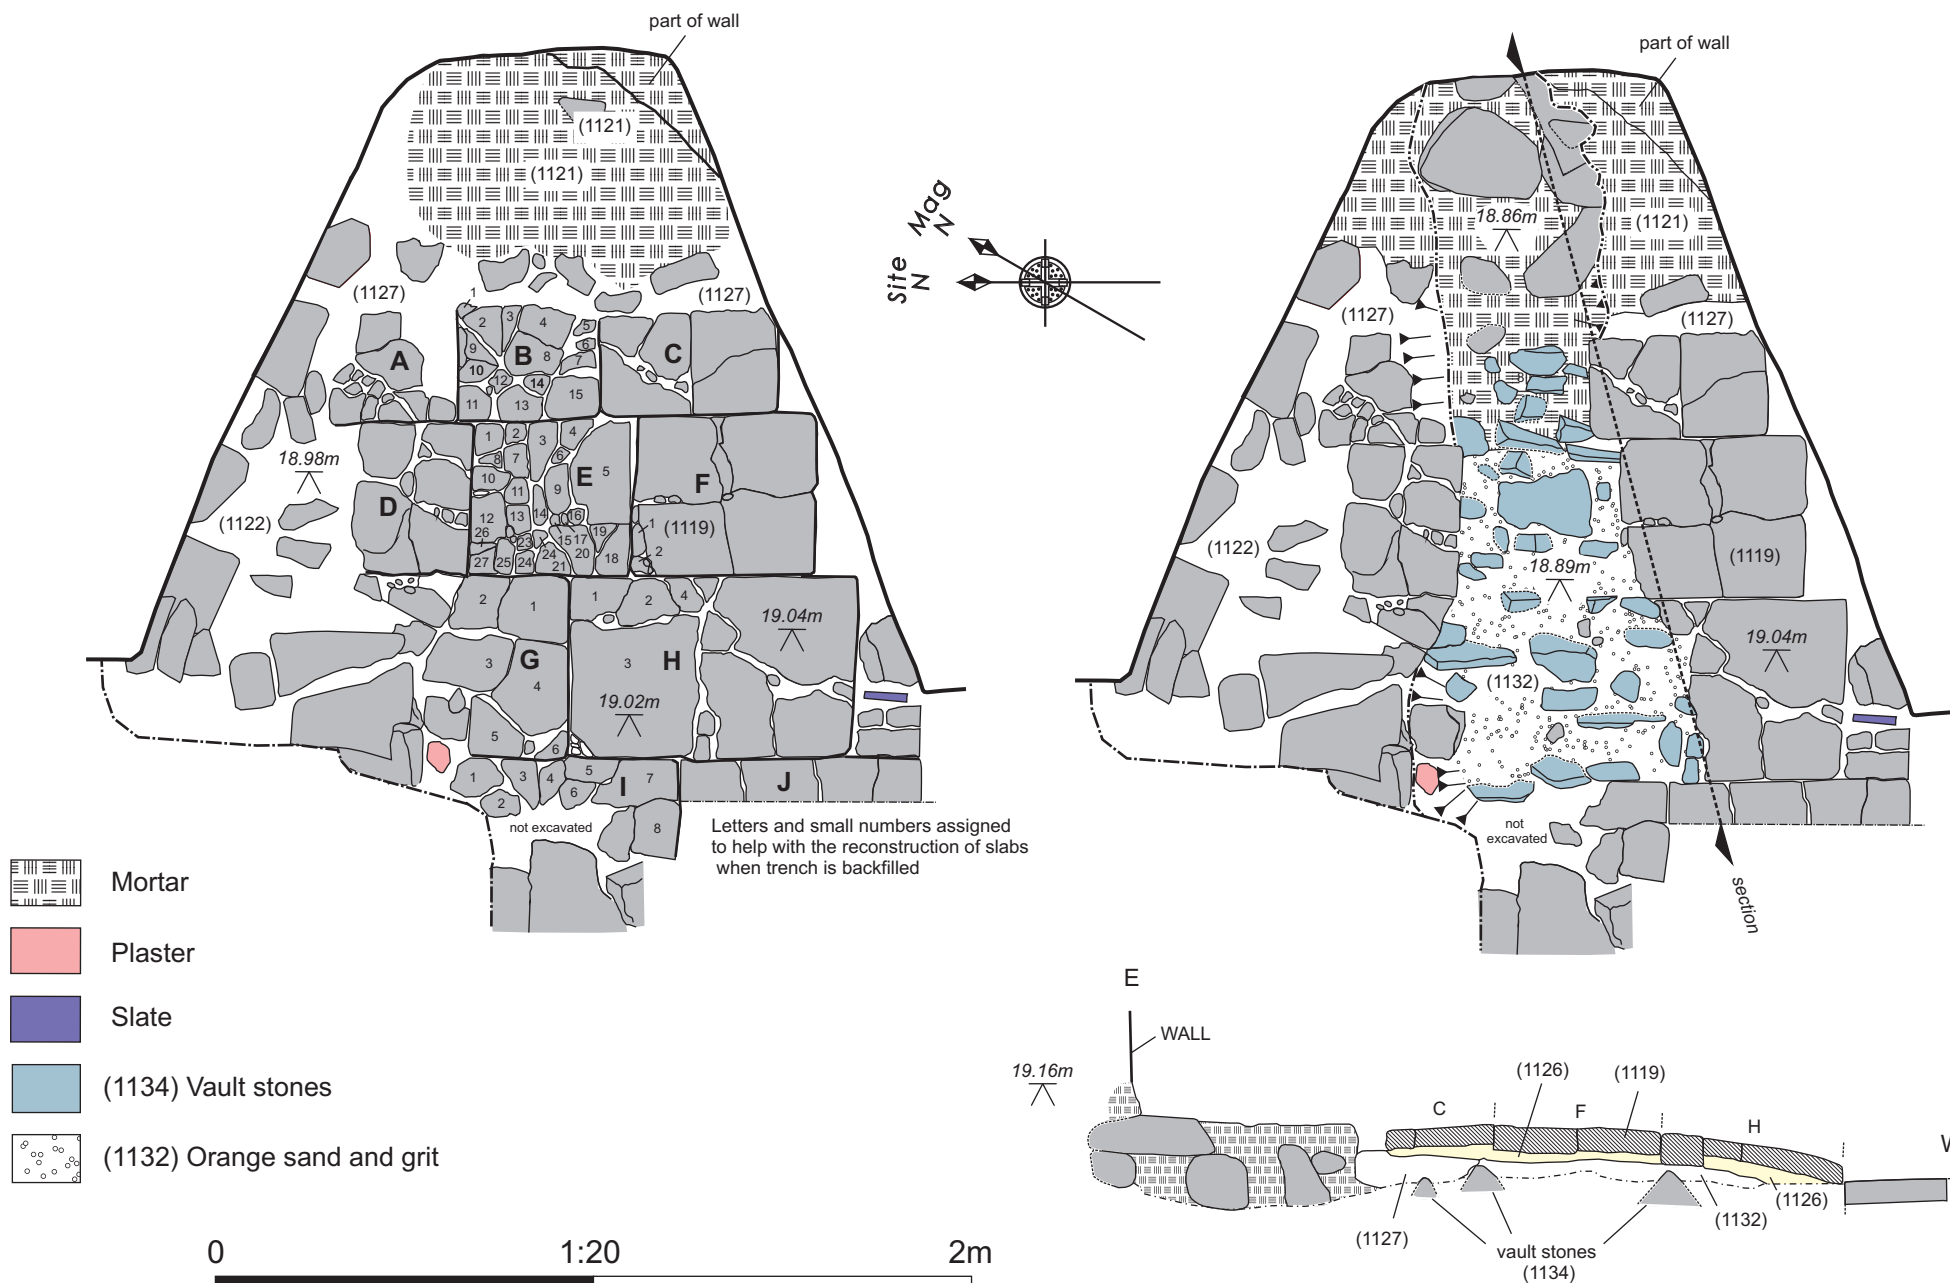 part of wall
(1121)
(1121)
(1127)
(1127)
1
2
3
4
5
6
7
8
9
10
11
12
13
14
15
A
B
C
18.98m
(1122)
D
1
2
3
4
5
6
7
8
9
10
11
12
13
14
15
16
17
18
19
20
21
23
24
24
25
26
27
E
F
(1119)
1
2
2
1
3
4
5
6
G
1
2
4
3
H
19.02m
19.04m
1
2
3
4
5
6
7
8
I
J
not excavated
Letters and small numbers assigned
to help with the reconstruction of slabs
when trench is backfilled
Mag
N
Site
N
part of wall
18.86m
(1121)
(1127)
(1127)
8
(1122)
18.89m
(1119)
19.04m
(1132)
not
excavated
section
Mortar
Plaster
Slate
(1134) Vault stones
(1132) Orange sand and grit
0
1:20
2m
E
WALL
19.16m
(1126)
(1119)
C
F
H
W
(1127)
(1132)
(1126)
vault stones
(1134)